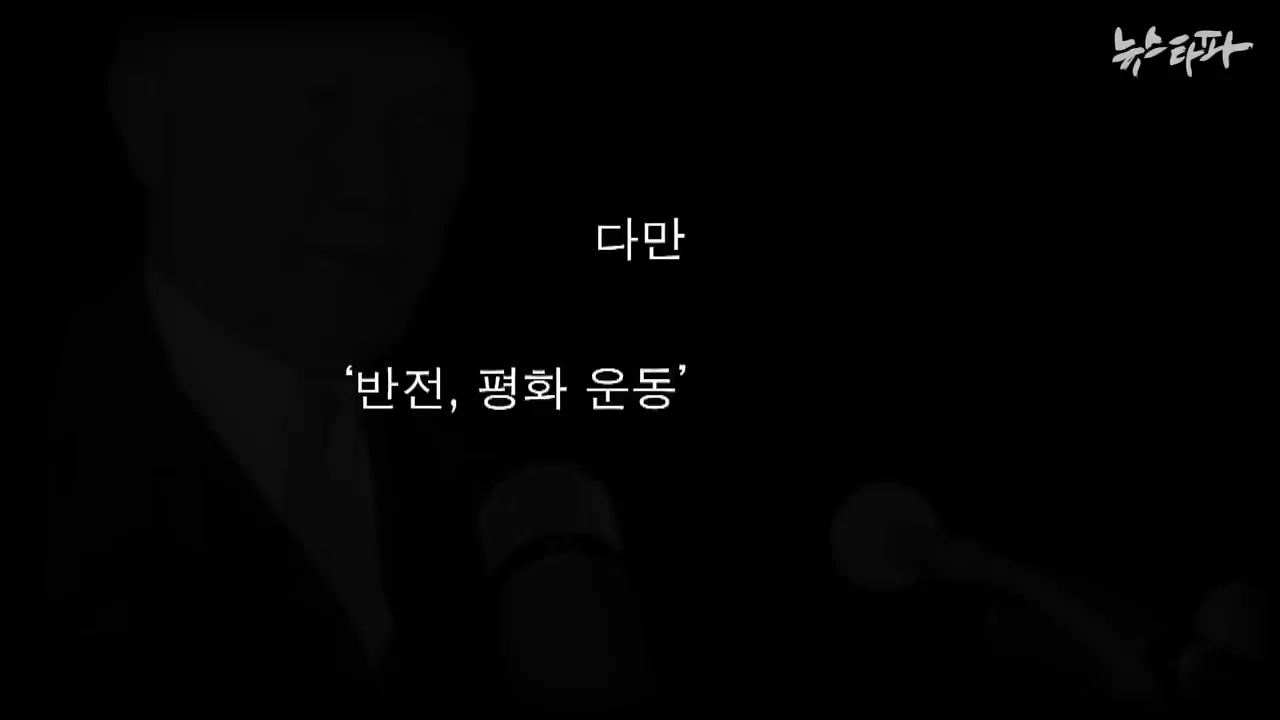 뉴스타파
다만
‘반전, 평화 운동’